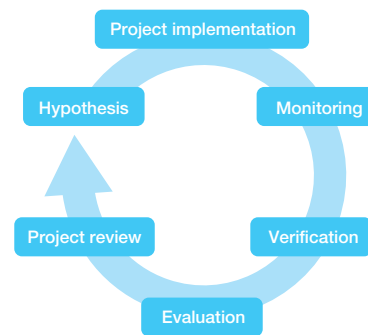 Project implementation
Hypothesis
Monitoring
Project review
Verification
Evaluation